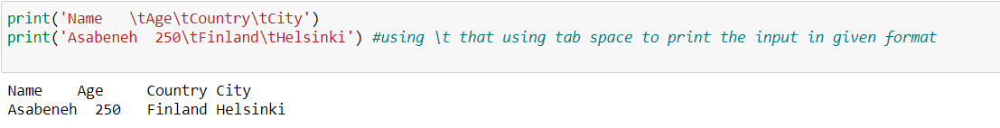 print('Name   \tAge\tCountry\tCity')
print('Asabeneh  250\tFinland\tHelsinki') #using \t that using tab space to print the input in given format
Name    Age     Country City
Asabeneh  250   Finland Helsinki